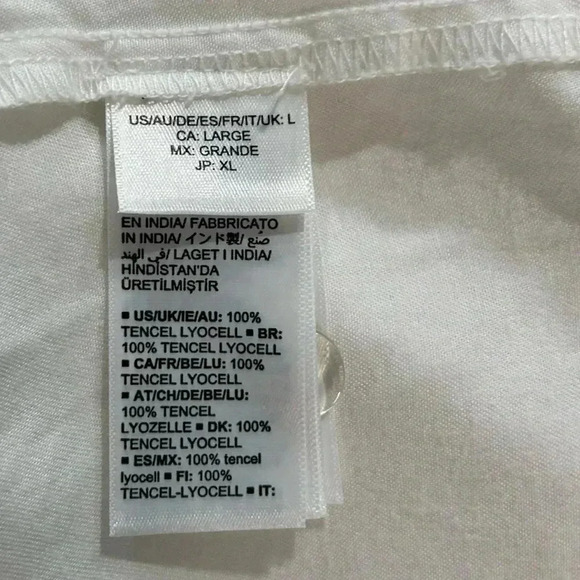 US/AU/DE/ES/FR/IT/UK: L
CA: LARGE
MX: GRANDE
JP: XL
EN INDIA/ FABBRICATO
IN INDIA/ インド製/ صُنع
في الهند/ LAGET I INDIA/
HİNDİSTAN'DA
ÜRETİLMİŞTİR
■ US/UK/IE/AU: 100%
TENCEL LYOCELL ■ BR:
100% TENCEL LYOCELL
■ CA/FR/BE/LU: 100%
TENCEL LYOCELL
■ AT/CH/DE/BE/LU:
100% TENCEL
LYOZELLE ■ DK: 100%
TENCEL LYOCELL
■ ES/MX: 100% tencel
lyocell ■ FI: 100%
TENCEL-LYOCELL ■ IT: